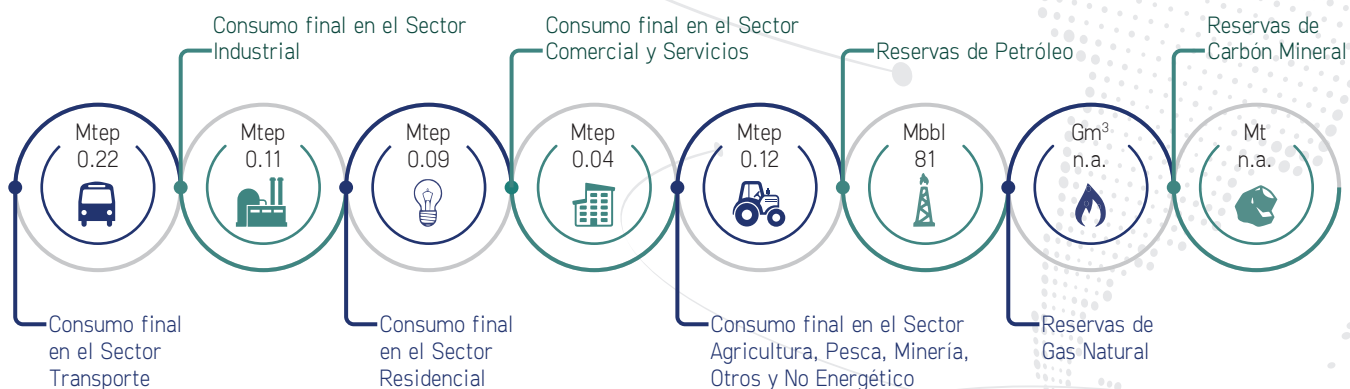 Consumo final en el Sector
Industrial
Consumo final en el Sector
Comercial y Servicios
Reservas de Petróleo
Reservas de
Carbón Mineral
Mtep
0.22
Mtep
0.11
Mtep
0.09
Mtep
0.04
Mtep
0.12
Mbbl
81
Gm³
n.a.
Mt
n.a.
Consumo final
en el Sector
Transporte
Consumo final
en el Sector
Residencial
Consumo final en el Sector
Agricultura, Pesca, Minería,
Otros y No Energético
Reservas de
Gas Natural